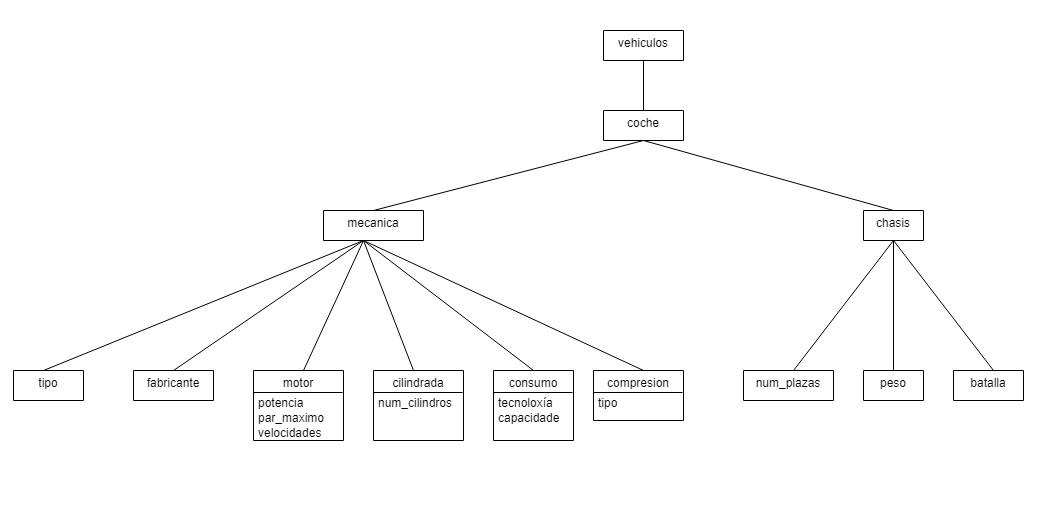 vehiculos
coche
mecanica
chasis
tipo
fabricante
motor
potencia
par_maximo
velocidades
cilindrada
num_cilindros
consumo
tecnoloxía
capacidade
compresion
tipo
num_plazas
peso
batalla